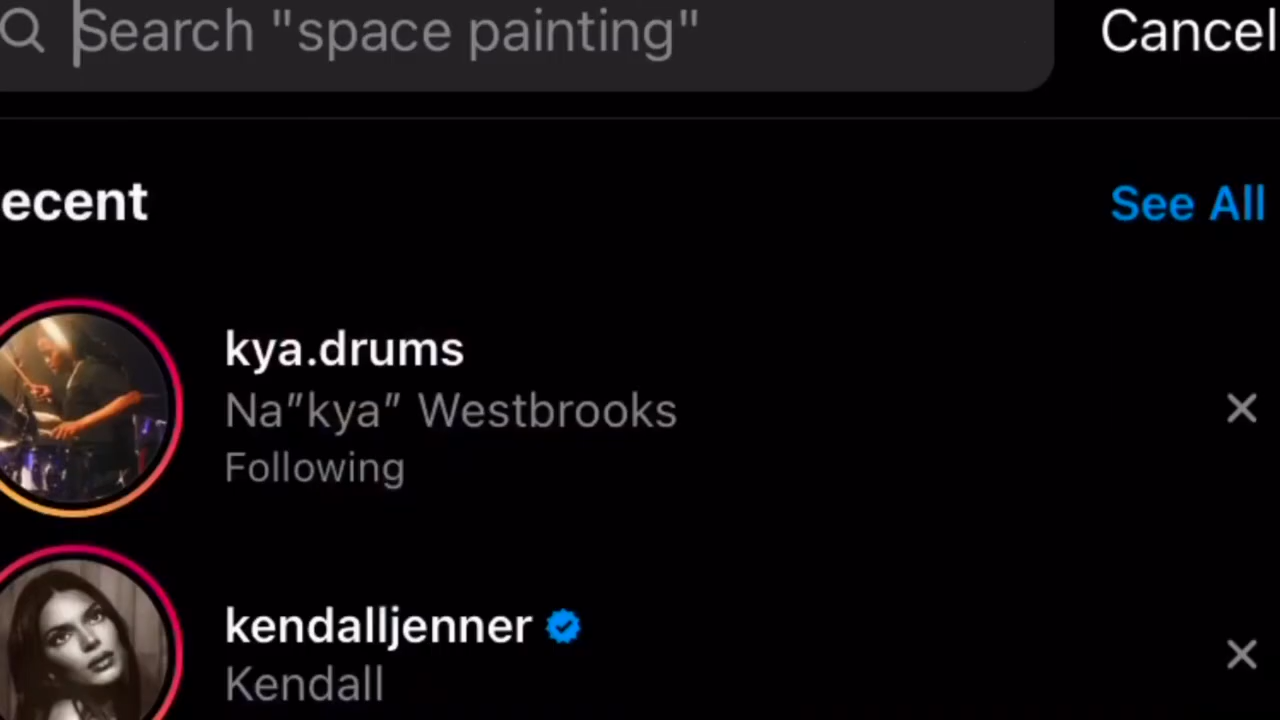 Search "space painting"
Cancel
ecent
See All
kya.drums
Na"kya" Westbrooks
Following
kendalljenner
Kendall